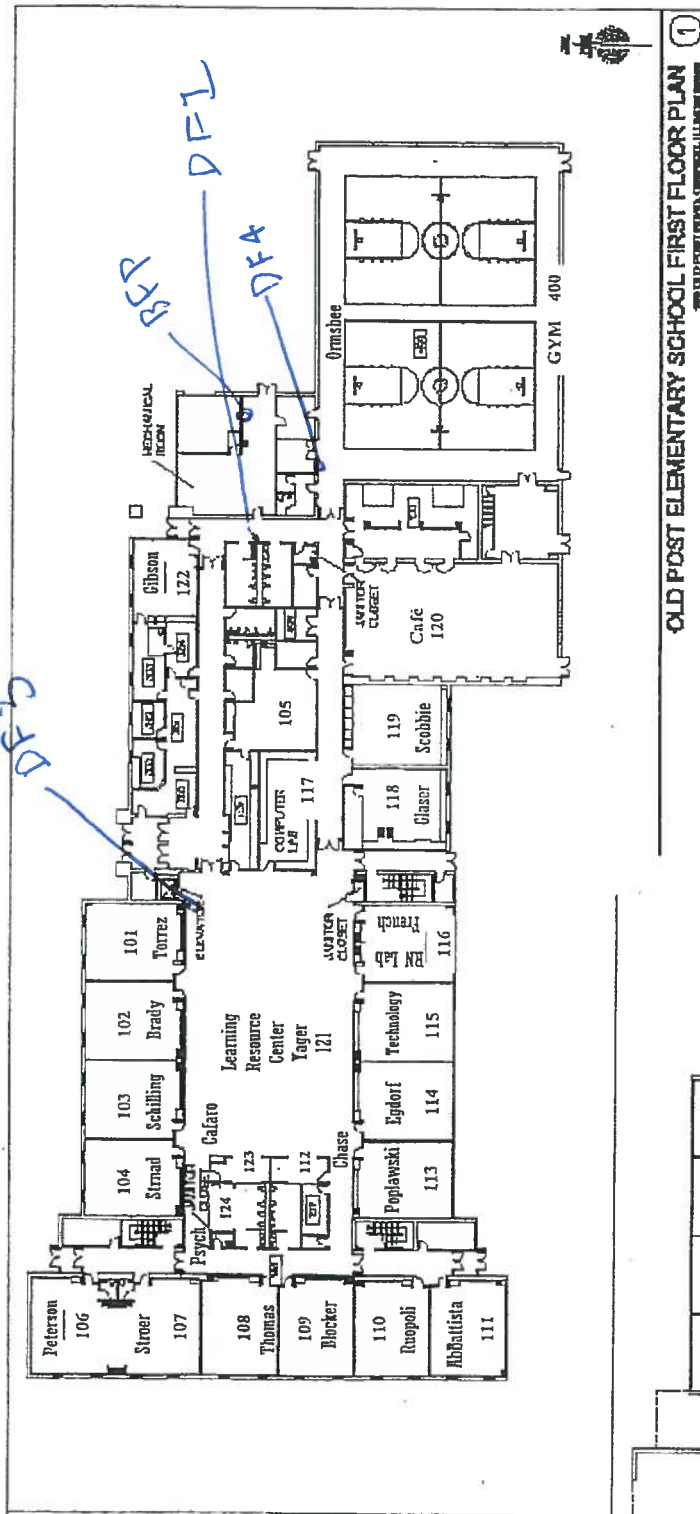 OLD POST ELEMENTARY SCHOOL FIRST FLOOR PLAN
1
DF1
BFP
DF4
DF5
MECHANICAL
ROOM
Ormsbee
GYM 400
Gibson
122
JANITOR
CLOSET
Café
120
105
117
COMPUTER
LAB
119
Scobbie
118
Glaser
ELEVATOR
JANITOR
CLOSET
101
Torrez
102
Brady
103
Schilling
104
Strnad
Learning
Resource
Center
Yager
121
Cafaro
Chase
123
112
124
Psych
French
RN Lab
116
Technology
115
Egdorf
114
Poplawski
113
Peterson
106
Stroer
107
108
Thomas
109
Blocker
110
Ruopoli
AbBattista
111